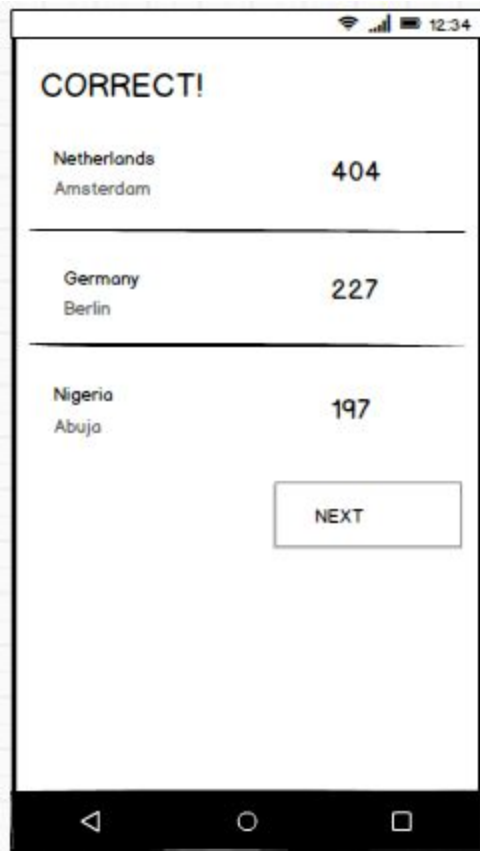 12:34
CORRECT!
Netherlands
Amsterdam
404
Germany
Berlin
227
Nigeria
Abuja
197
NEXT